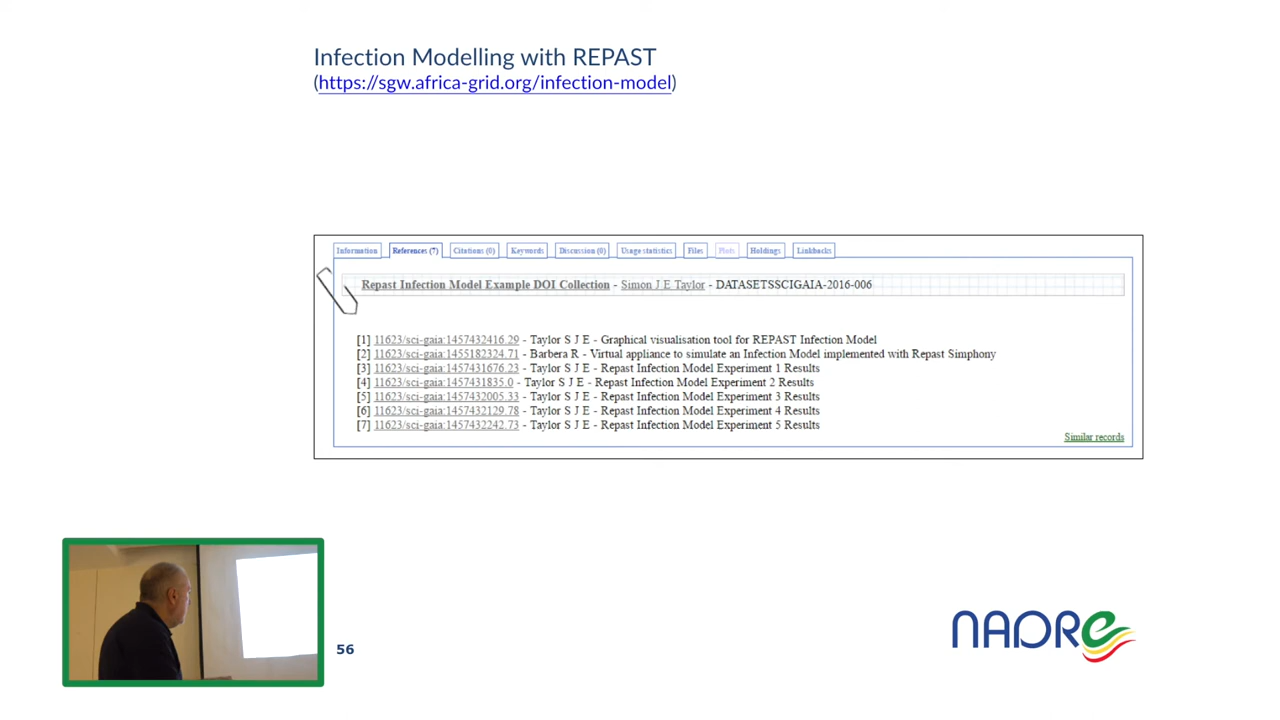 Infection Modelling with REPAST
(https://sgw.africa-grid.org/infection-model)
Information References (7) Citations (0) Keywords Discussion (0) Usage statistics Files Plots Holdings Linkbacks
Repast Infection Model Example DOI Collection - Simon J E Taylor - DATASETSSCIGAIA-2016-006
[1] 11623/sci-gaia:1457432416.29 - Taylor S J E - Graphical visualisation tool for REPAST Infection Model
[2] 11623/sci-gaia:1455182324.71 - Barbera R - Virtual appliance to simulate an Infection Model implemented with Repast Simphony
[3] 11623/sci-gaia:1457431676.23 - Taylor S J E - Repast Infection Model Experiment 1 Results
[4] 11623/sci-gaia:1457431835.0 - Taylor S J E - Repast Infection Model Experiment 2 Results
[5] 11623/sci-gaia:1457432005.33 - Taylor S J E - Repast Infection Model Experiment 3 Results
[6] 11623/sci-gaia:1457432129.78 - Taylor S J E - Repast Infection Model Experiment 4 Results
[7] 11623/sci-gaia:1457432242.73 - Taylor S J E - Repast Infection Model Experiment 5 Results
Similar records
56
NADRe